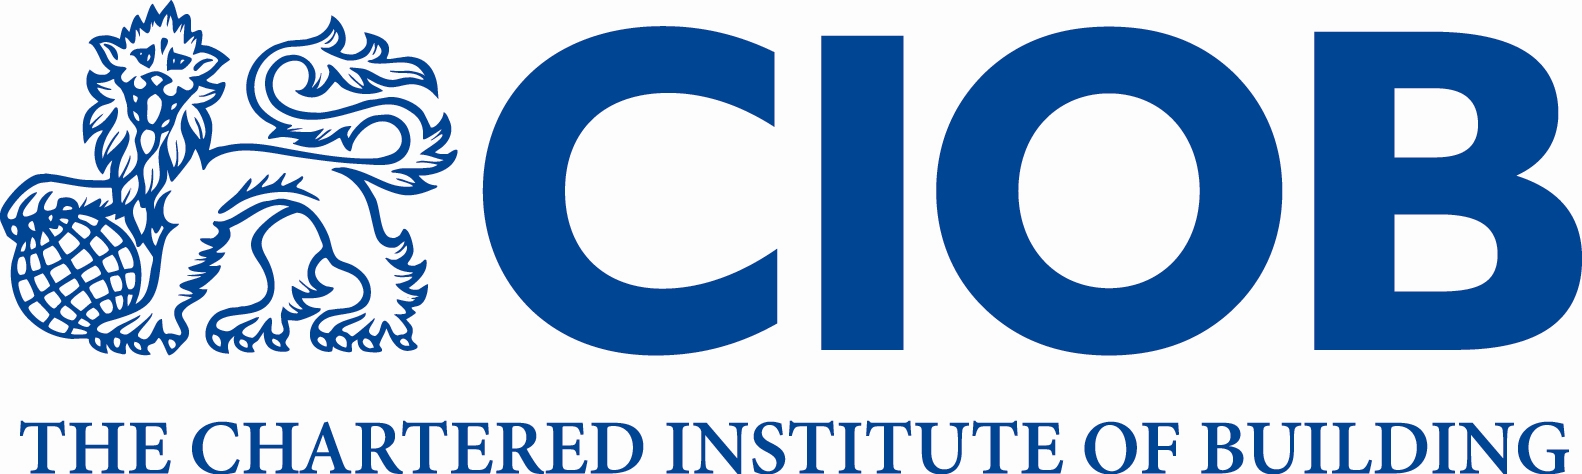 CIOB
THE CHARTERED INSTITUTE OF BUILDING